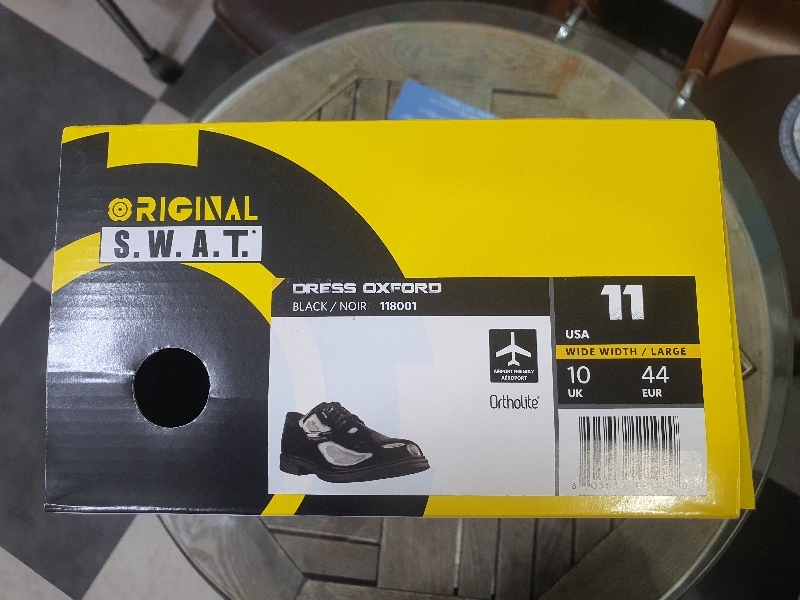 ORIGINAL
S.W.A.T.
DRESS OXFORD
BLACK / NOIR 118001
AIRPORT FRIENDLY
AÉROPORT
OrthoLite®
11
USA
WIDE WIDTH / LARGE
10 44
UK EUR